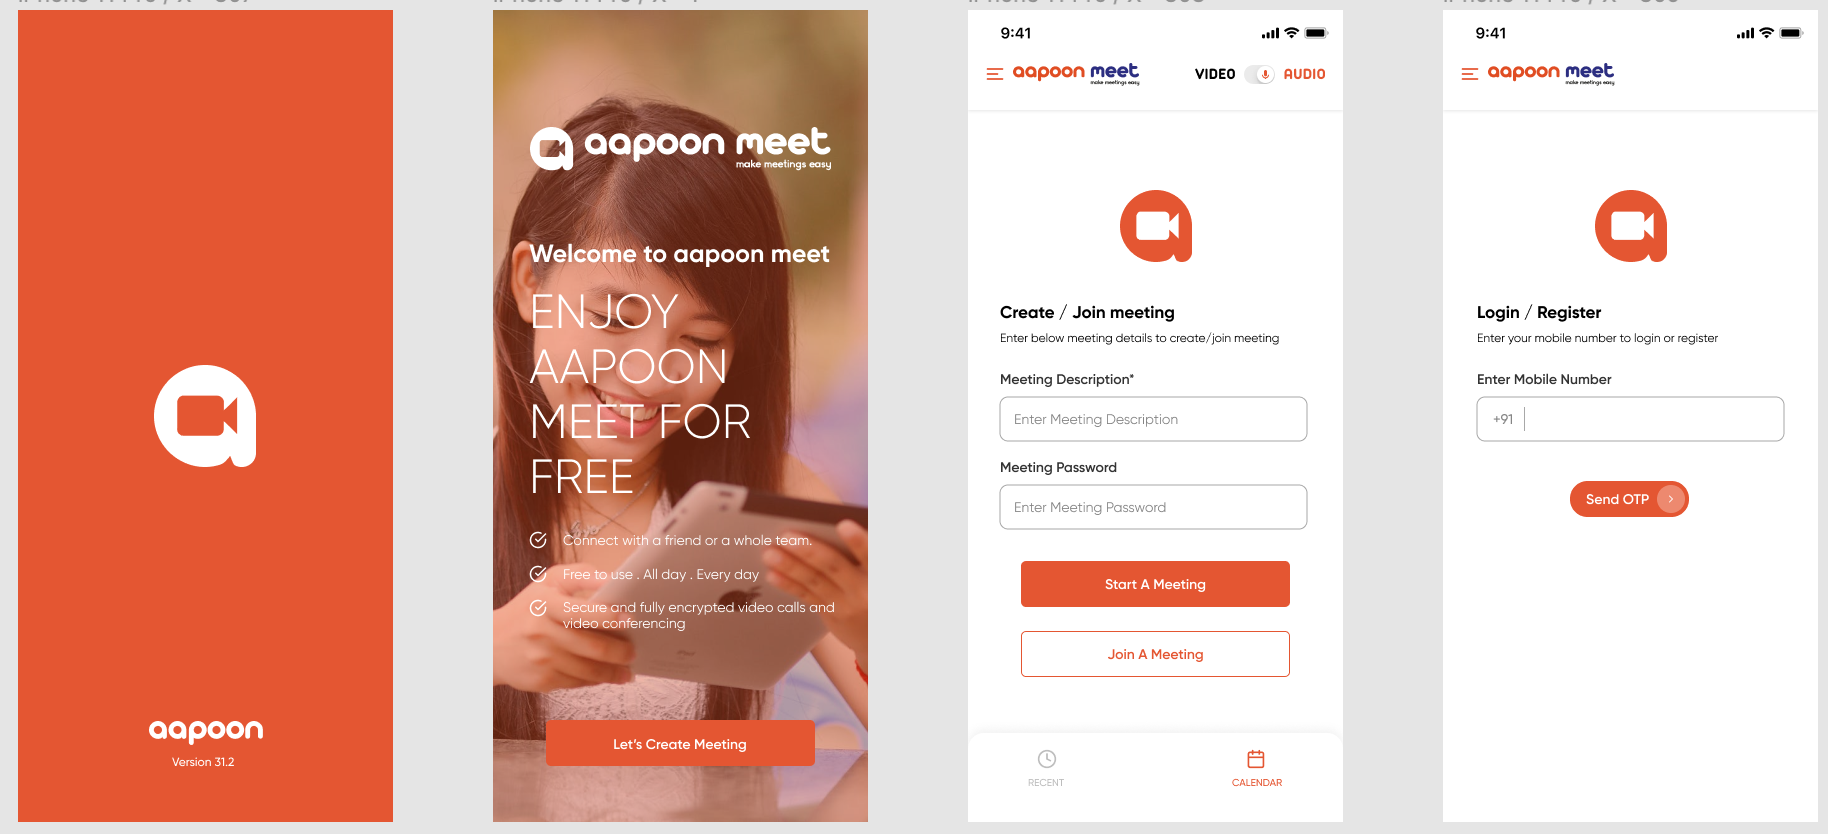 aapoon
Version 31.2
aapoon meet
make meetings easy
Welcome to aapoon meet
ENJOY
AAPOON
MEET FOR
FREE
Connect with a friend or a whole team.
Free to use . All day . Every day
Secure and fully encrypted video calls and
video conferencing
iPad
Let's Create Meeting
9:41
aapoon meet
make meetings easy
VIDEO AUDIO
Create / Join meeting
Enter below meeting details to create/join meeting
Meeting Description*
Enter Meeting Description
Meeting Password
Enter Meeting Password
Start A Meeting
Join A Meeting
RECENT
CALENDAR
9:41
aapoon meet
make meetings easy
Login / Register
Enter your mobile number to login or register
Enter Mobile Number
+91
Send OTP